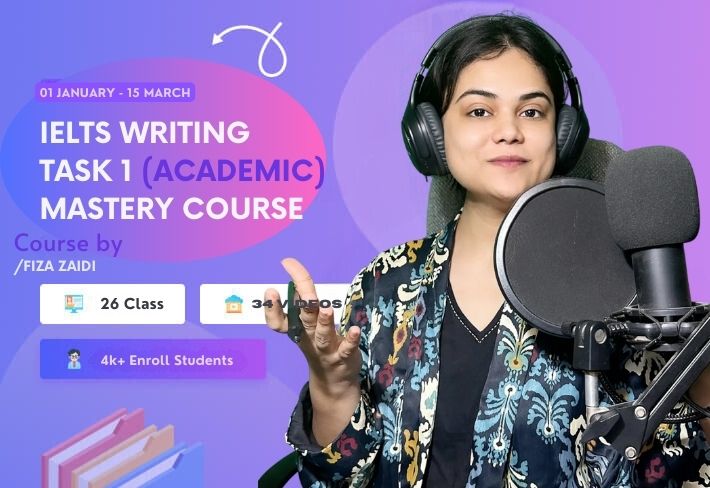 01 JANUARY - 15 MARCH
IELTS WRITING
TASK 1 (ACADEMIC)
MASTERY COURSE
Course by
/FIZA ZAIDI
26 Class
34 VIDEOS
4k+ Enroll Students